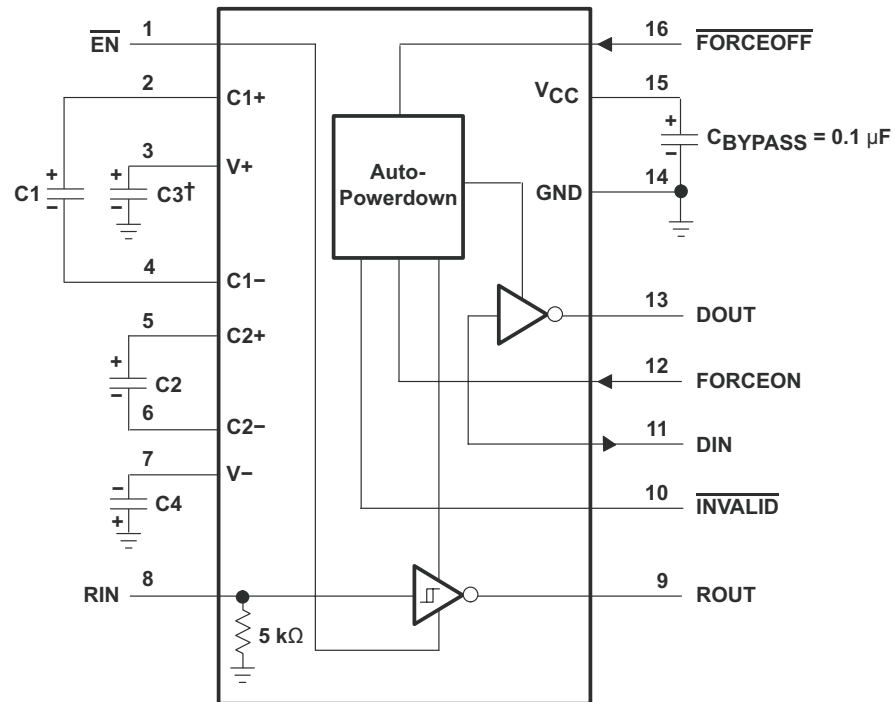 1
EN
16
FORCEOFF
2
C1+
VCC
15
+
CBYPASS = 0.1 µF
−
3
V+
+
C1
−
+
C3†
−
Auto-
Powerdown
14
GND
4
C1−
5
C2+
13
DOUT
+
C2
−
12
FORCEON
6
C2−
11
DIN
7
V−
−
C4
+
10
INVALID
8
RIN
9
ROUT
5 kΩ